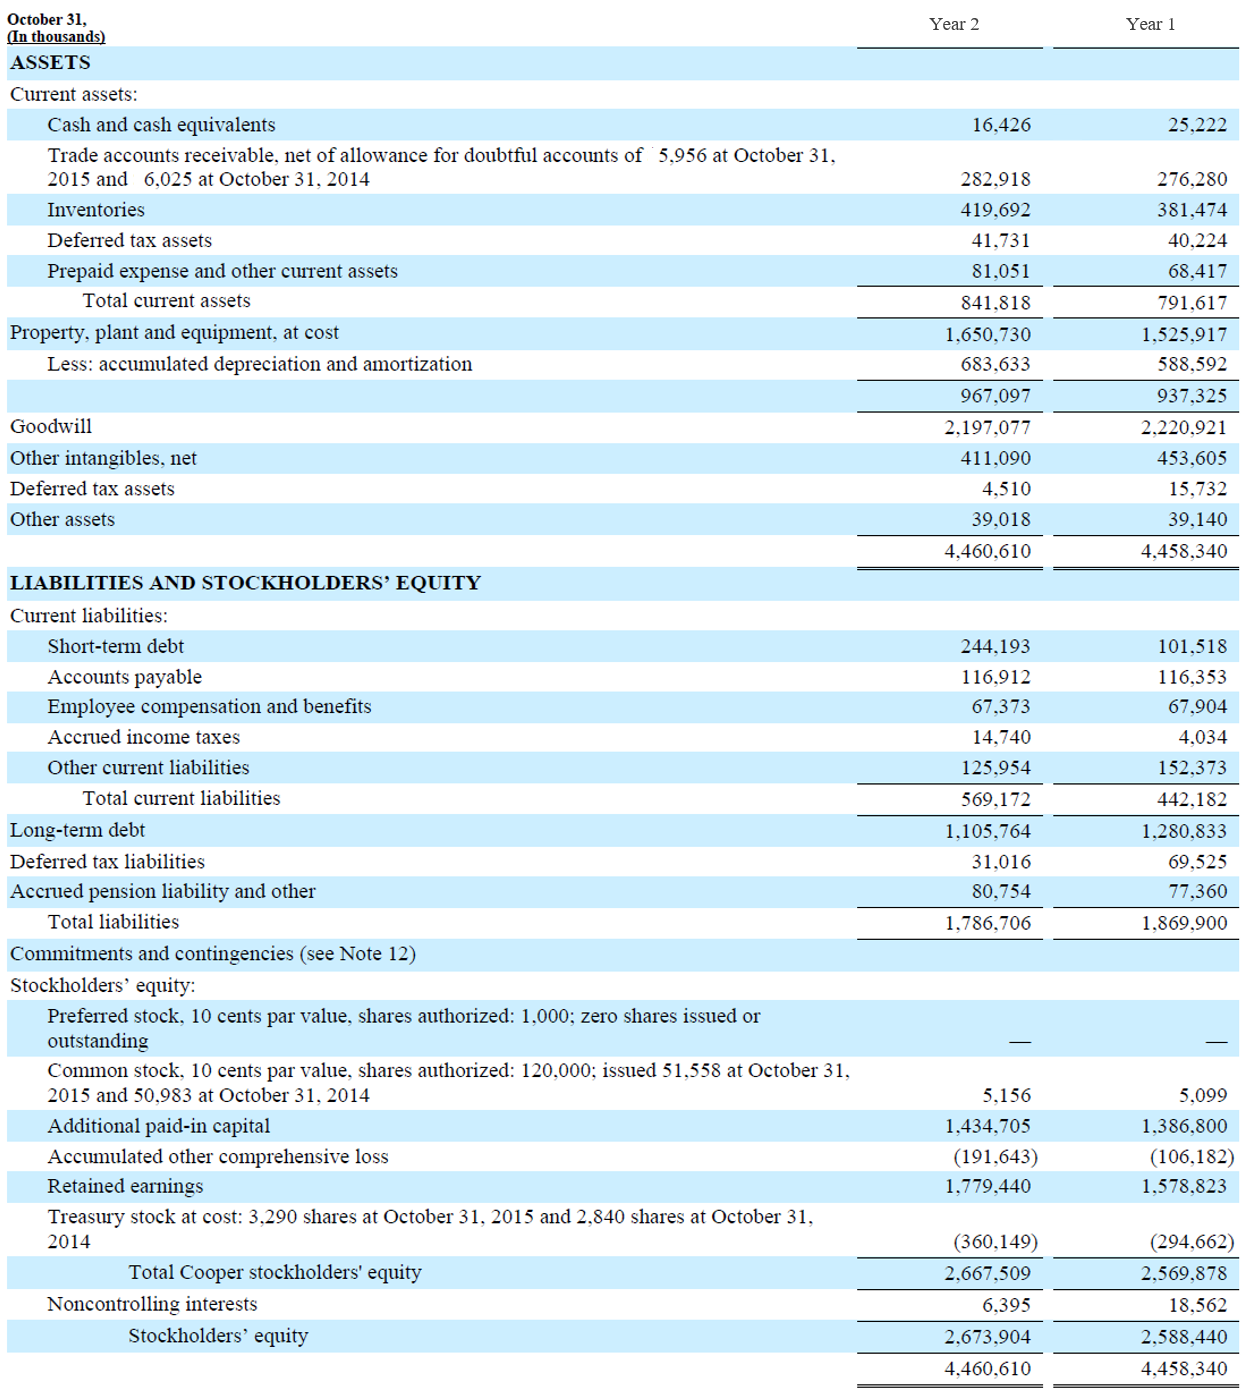 October 31,
(In thousands) Year 2 Year 1
ASSETS
Current assets:
Cash and cash equivalents 16,426 25,222
Trade accounts receivable, net of allowance for doubtful accounts of 5,956 at October 31,
2015 and 6,025 at October 31, 2014 282,918 276,280
Inventories 419,692 381,474
Deferred tax assets 41,731 40,224
Prepaid expense and other current assets 81,051 68,417
Total current assets 841,818 791,617
Property, plant and equipment, at cost 1,650,730 1,525,917
Less: accumulated depreciation and amortization 683,633 588,592
967,097 937,325
Goodwill 2,197,077 2,220,921
Other intangibles, net 411,090 453,605
Deferred tax assets 4,510 15,732
Other assets 39,018 39,140
4,460,610 4,458,340
LIABILITIES AND STOCKHOLDERS’ EQUITY
Current liabilities:
Short-term debt 244,193 101,518
Accounts payable 116,912 116,353
Employee compensation and benefits 67,373 67,904
Accrued income taxes 14,740 4,034
Other current liabilities 125,954 152,373
Total current liabilities 569,172 442,182
Long-term debt 1,105,764 1,280,833
Deferred tax liabilities 31,016 69,525
Accrued pension liability and other 80,754 77,360
Total liabilities 1,786,706 1,869,900
Commitments and contingencies (see Note 12)
Stockholders’ equity:
Preferred stock, 10 cents par value, shares authorized: 1,000; zero shares issued or
outstanding — —
Common stock, 10 cents par value, shares authorized: 120,000; issued 51,558 at October 31,
2015 and 50,983 at October 31, 2014 5,156 5,099
Additional paid-in capital 1,434,705 1,386,800
Accumulated other comprehensive loss (191,643) (106,182)
Retained earnings 1,779,440 1,578,823
Treasury stock at cost: 3,290 shares at October 31, 2015 and 2,840 shares at October 31,
2014 (360,149) (294,662)
Total Cooper stockholders' equity 2,667,509 2,569,878
Noncontrolling interests 6,395 18,562
Stockholders’ equity 2,673,904 2,588,440
4,460,610 4,458,340